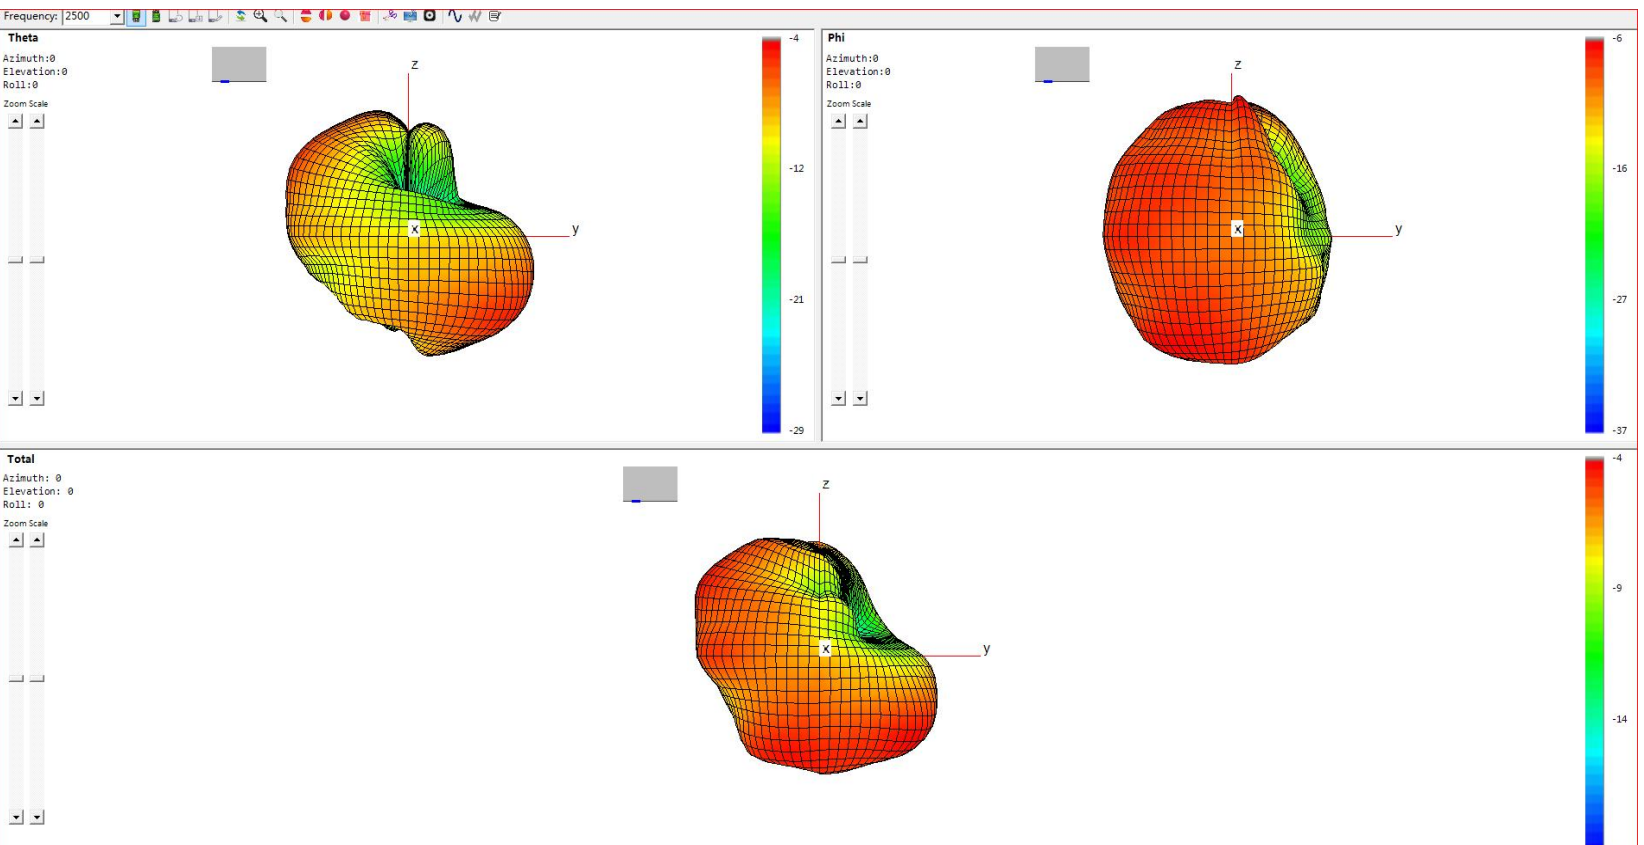 Frequency: 2500
Theta
Azimuth:0
Elevation:0
Roll:0
Zoom Scale
z
y
x
-4
-12
-21
-29
Phi
Azimuth:0
Elevation:0
Roll:0
Zoom Scale
z
y
x
-6
-16
-27
-37
Total
Azimuth: 0
Elevation: 0
Roll: 0
Zoom Scale
z
y
x
-4
-9
-14